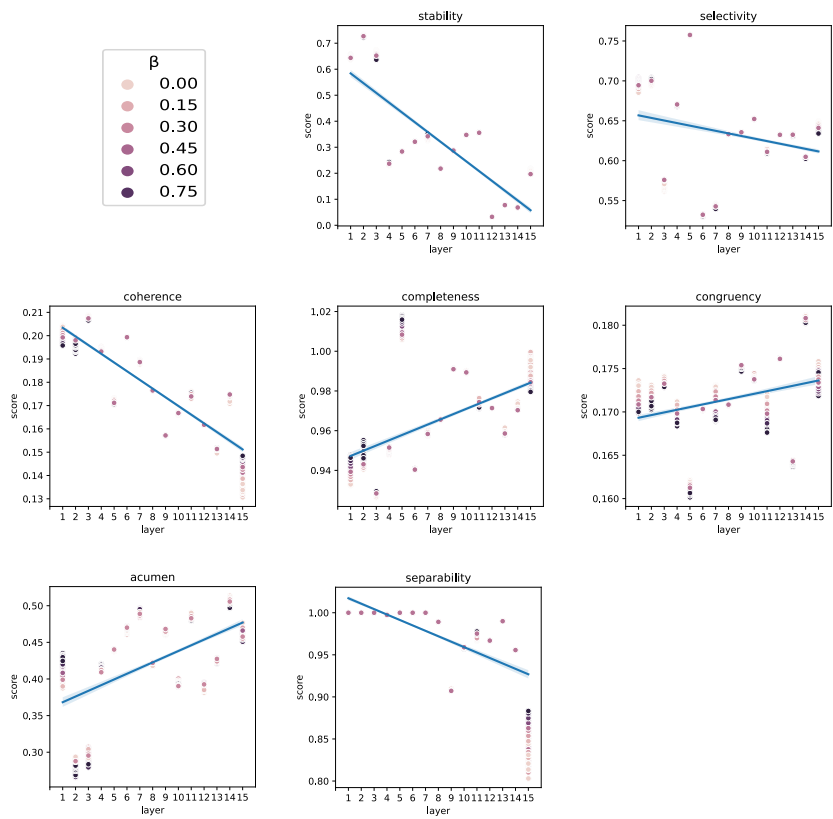 β
0.00
0.15
0.30
0.45
0.60
0.75
stability
0.7
0.6
0.5
0.4
0.3
0.2
0.1
0.0
score
1 2 3 4 5 6 7 8 9 10 11 12 13 14 15
layer
selectivity
0.75
0.70
0.65
0.60
0.55
score
1 2 3 4 5 6 7 8 9 10 11 12 13 14 15
layer
coherence
0.21
0.20
0.19
0.18
0.17
0.16
0.15
0.14
0.13
score
1 2 3 4 5 6 7 8 9 10 11 12 13 14 15
layer
completeness
1.02
1.00
0.98
0.96
0.94
score
1 2 3 4 5 6 7 8 9 10 11 12 13 14 15
layer
congruency
0.180
0.175
0.170
0.165
0.160
score
1 2 3 4 5 6 7 8 9 10 11 12 13 14 15
layer
acumen
0.50
0.45
0.40
0.35
0.30
score
1 2 3 4 5 6 7 8 9 10 11 12 13 14 15
layer
separability
1.00
0.95
0.90
0.85
0.80
score
1 2 3 4 5 6 7 8 9 10 11 12 13 14 15
layer